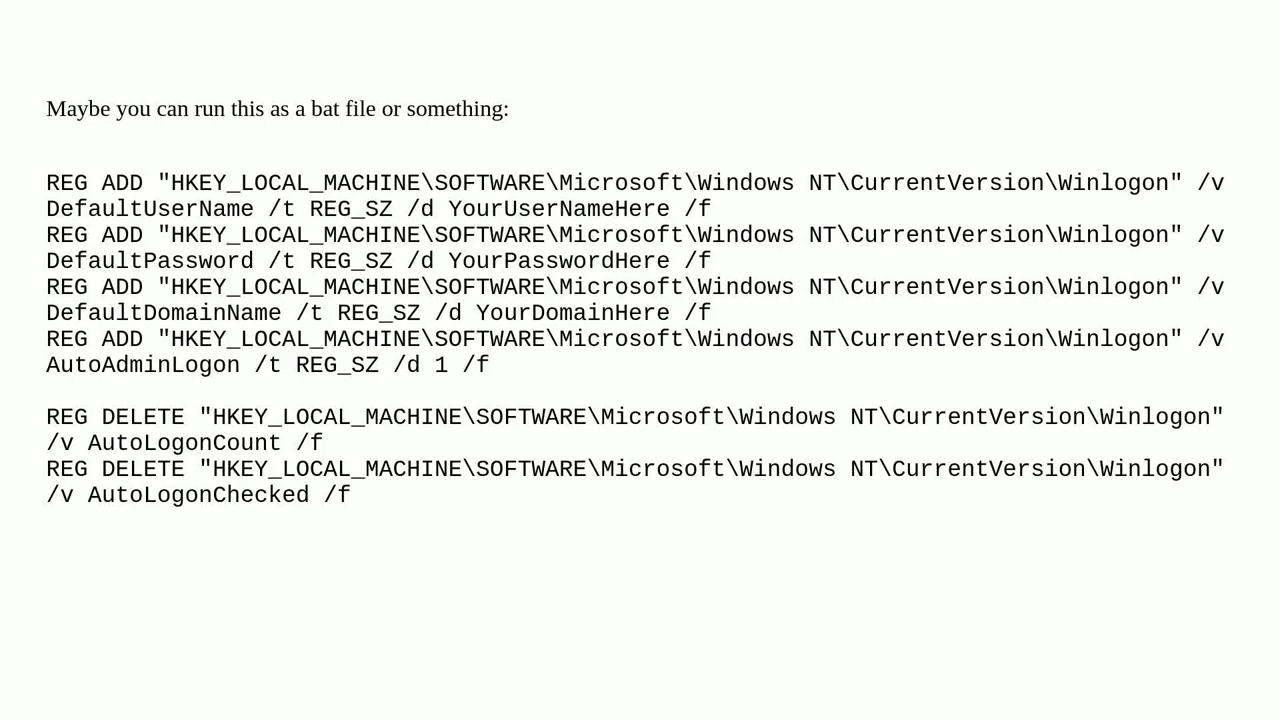 Maybe you can run this as a bat file or something:
REG ADD "HKEY_LOCAL_MACHINE\SOFTWARE\Microsoft\Windows NT\CurrentVersion\Winlogon" /v
DefaultUserName /t REG_SZ /d YourUserNameHere /f
REG ADD "HKEY_LOCAL_MACHINE\SOFTWARE\Microsoft\Windows NT\CurrentVersion\Winlogon" /v
DefaultPassword /t REG_SZ /d YourPasswordHere /f
REG ADD "HKEY_LOCAL_MACHINE\SOFTWARE\Microsoft\Windows NT\CurrentVersion\Winlogon" /v
DefaultDomainName /t REG_SZ /d YourDomainHere /f
REG ADD "HKEY_LOCAL_MACHINE\SOFTWARE\Microsoft\Windows NT\CurrentVersion\Winlogon" /v
AutoAdminLogon /t REG_SZ /d 1 /f
REG DELETE "HKEY_LOCAL_MACHINE\SOFTWARE\Microsoft\Windows NT\CurrentVersion\Winlogon"
/v AutoLogonCount /f
REG DELETE "HKEY_LOCAL_MACHINE\SOFTWARE\Microsoft\Windows NT\CurrentVersion\Winlogon"
/v AutoLogonChecked /f